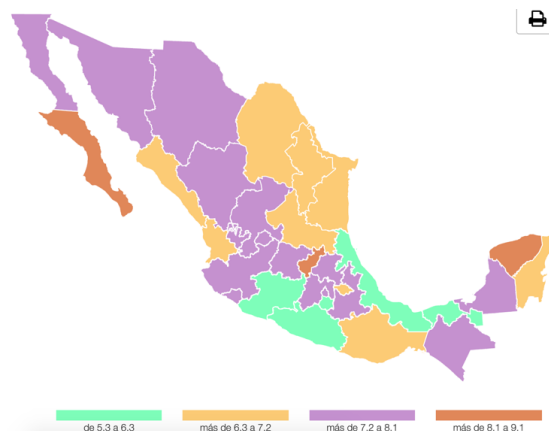 de 5.3 a 6.3
más de 6.3 a 7.2
más de 7.2 a 8.1
más de 8.1 a 9.1